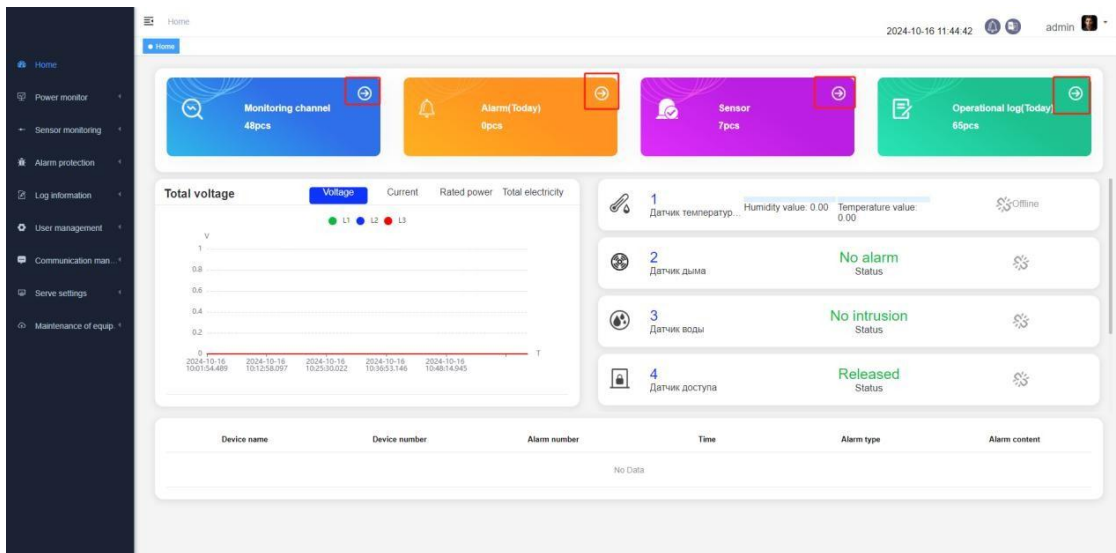 Home
2024-10-16 11:44:42
admin
Home
Home
Power monitor
Sensor monitoring
Alarm protection
Log information
User management
Communication man...
Serve settings
Maintenance of equip.
Monitoring channel
48pcs
Alarm(Today)
0pcs
Sensor
7pcs
Operational log(Today)
65pcs
Total voltage
Voltage
Current
Rated power
Total electricity
L1
L2
L3
V
1
0.8
0.6
0.4
0.2
0
T
2024-10-16
10:01:54.489
2024-10-16
10:12:58.097
2024-10-16
10:25:30.022
2024-10-16
10:36:53.146
2024-10-16
10:48:14.945
1
Датчик температур...
Humidity value: 0.00
Temperature value:
0.00
Offline
2
Датчик дыма
No alarm
Status
3
Датчик воды
No intrusion
Status
4
Датчик доступа
Released
Status
Device name
Device number
Alarm number
Time
Alarm type
Alarm content
No Data